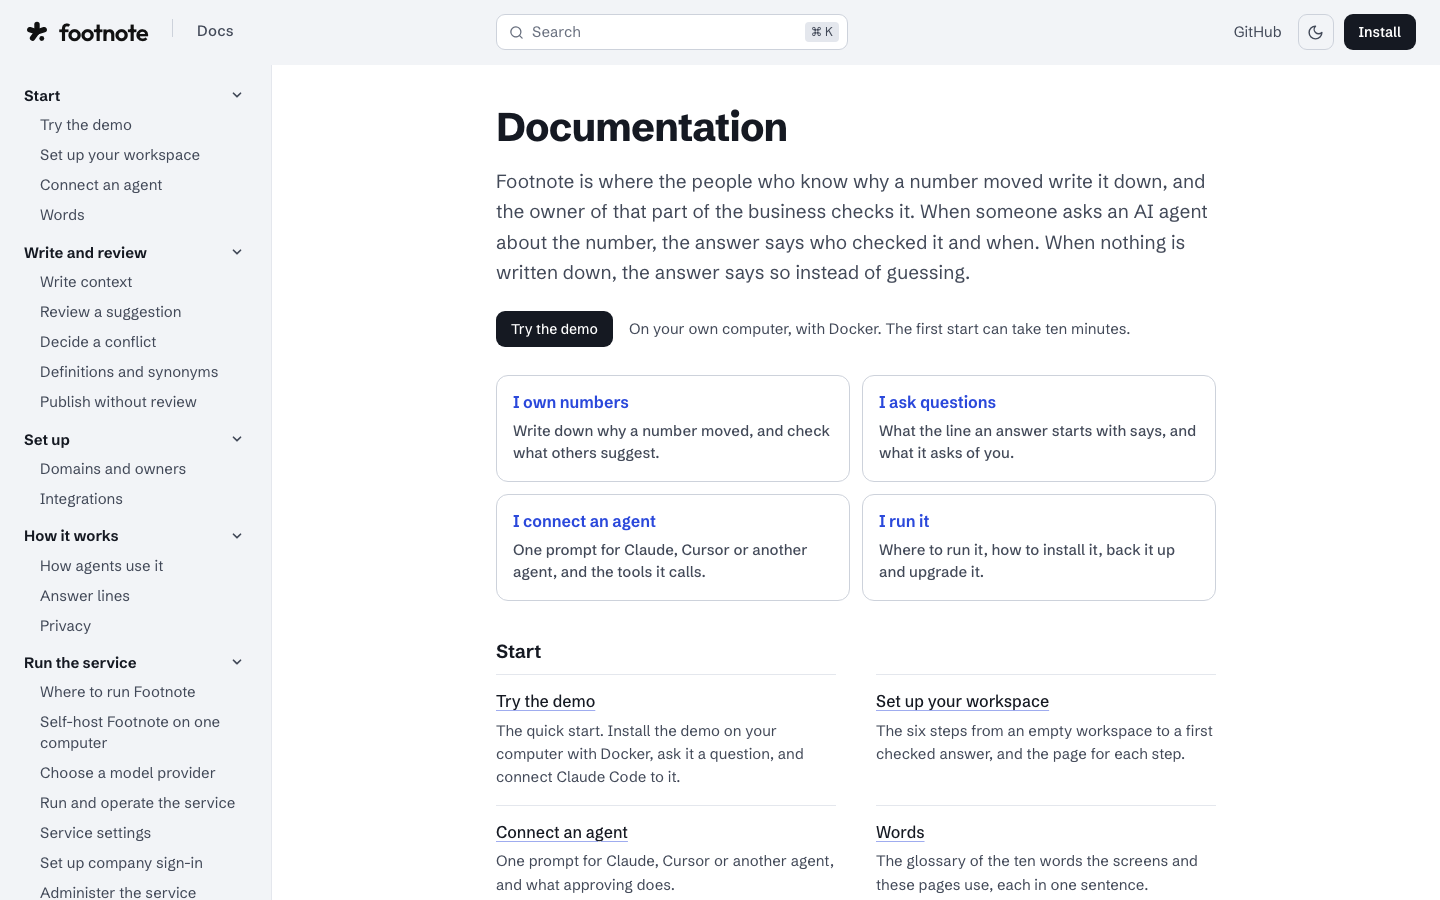 footnote
Docs
Search
⌘ K
GitHub
Install
Start
Try the demo
Set up your workspace
Connect an agent
Words
Write and review
Write context
Review a suggestion
Decide a conflict
Definitions and synonyms
Publish without review
Set up
Domains and owners
Integrations
How it works
How agents use it
Answer lines
Privacy
Run the service
Where to run Footnote
Self-host Footnote on one
computer
Choose a model provider
Run and operate the service
Service settings
Set up company sign-in
Administer the service
Documentation
Footnote is where the people who know why a number moved write it down, and
the owner of that part of the business checks it. When someone asks an AI agent
about the number, the answer says who checked it and when. When nothing is
written down, the answer says so instead of guessing.
Try the demo
On your own computer, with Docker. The first start can take ten minutes.
I own numbers
Write down why a number moved, and check
what others suggest.
I ask questions
What the line an answer starts with says, and
what it asks of you.
I connect an agent
One prompt for Claude, Cursor or another
agent, and the tools it calls.
I run it
Where to run it, how to install it, back it up
and upgrade it.
Start
Try the demo
The quick start. Install the demo on your
computer with Docker, ask it a question, and
connect Claude Code to it.
Set up your workspace
The six steps from an empty workspace to a first
checked answer, and the page for each step.
Connect an agent
One prompt for Claude, Cursor or another agent,
and what approving does.
Words
The glossary of the ten words the screens and
these pages use, each in one sentence.